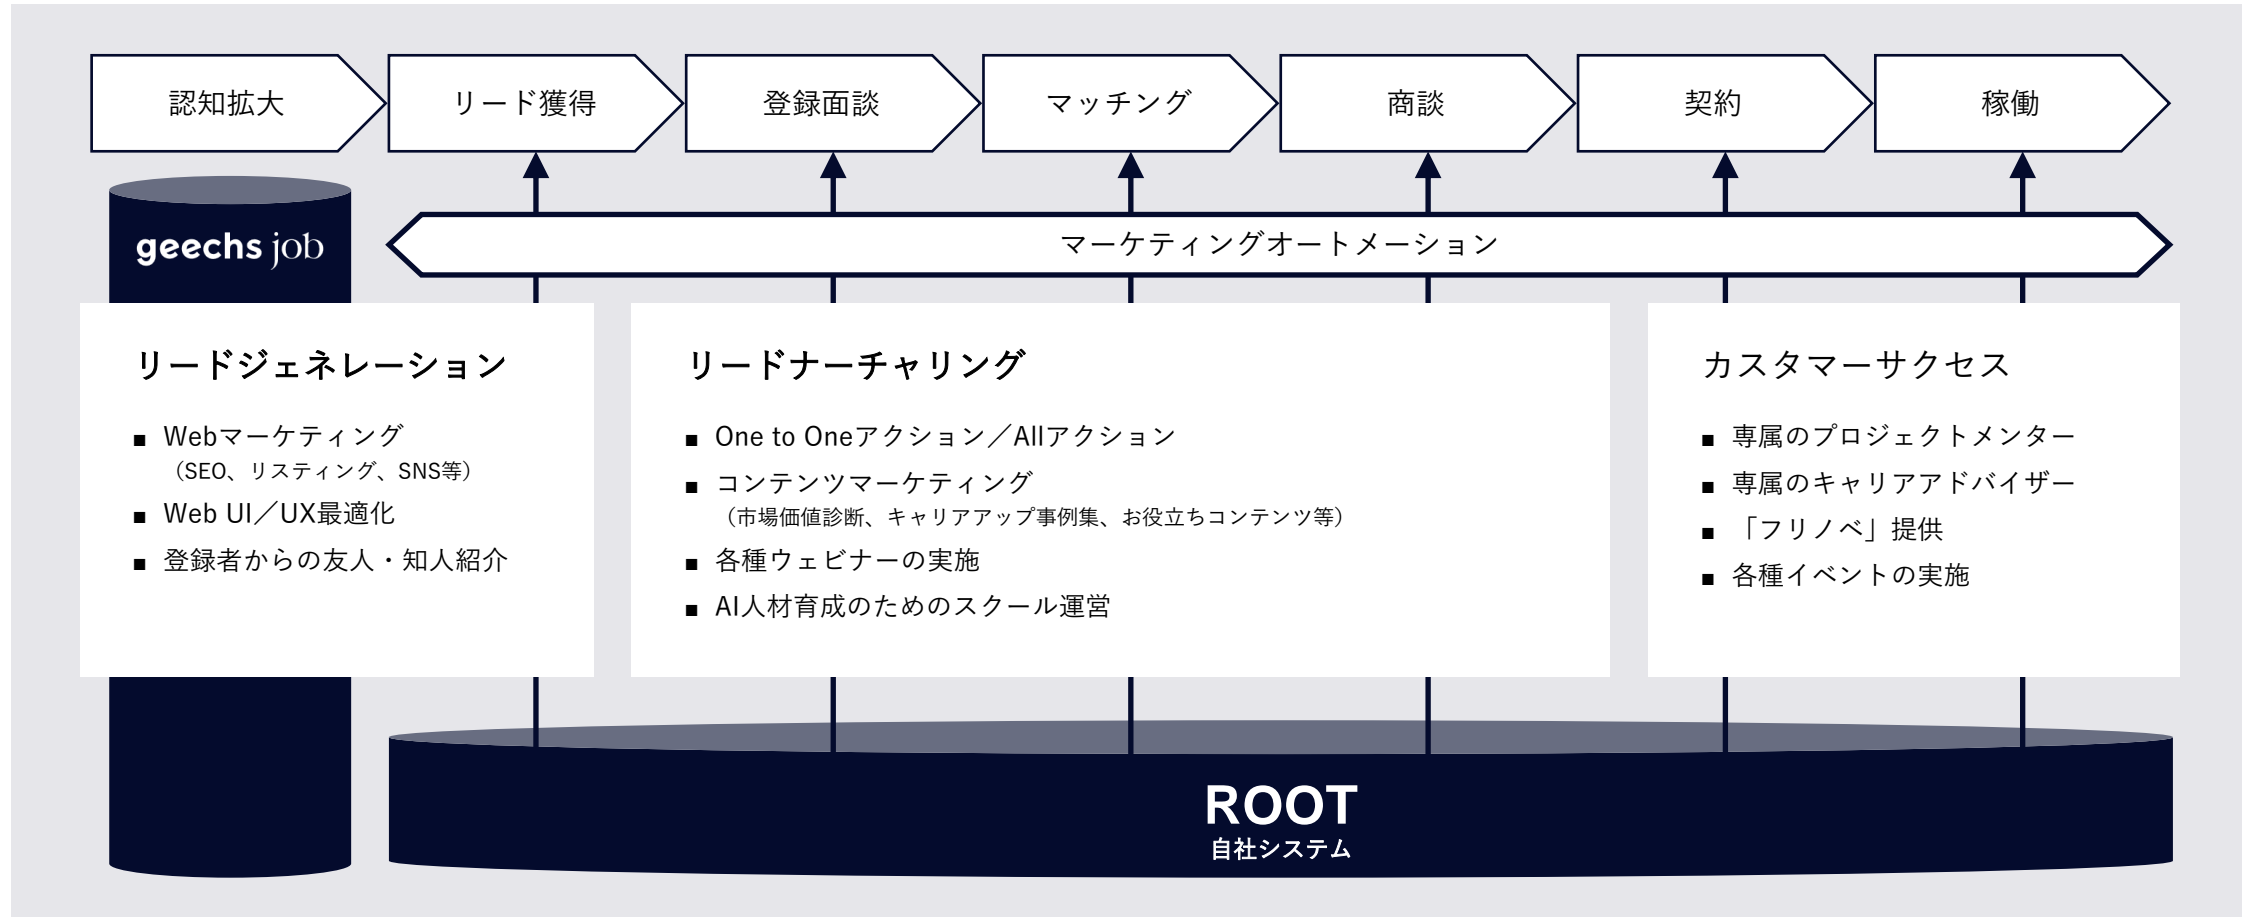 認知拡大
リード獲得
登録面談
マッチング
商談
契約
稼働
geechs job
マーケティングオートメーション
リードジェネレーション
■ Webマーケティング
（SEO、リスティング、SNS等）
■ Web UI／UX最適化
■ 登録者からの友人・知人紹介
リードナーチャリング
■ One to Oneアクション／Allアクション
■ コンテンツマーケティング
（市場価値診断、キャリアアップ事例集、お役立ちコンテンツ等）
■ 各種ウェビナーの実施
■ AI人材育成のためのスクール運営
カスタマーサクセス
■ 専属のプロジェクトメンター
■ 専属のキャリアアドバイザー
■ 「フリノベ」提供
■ 各種イベントの実施
ROOT
自社システム